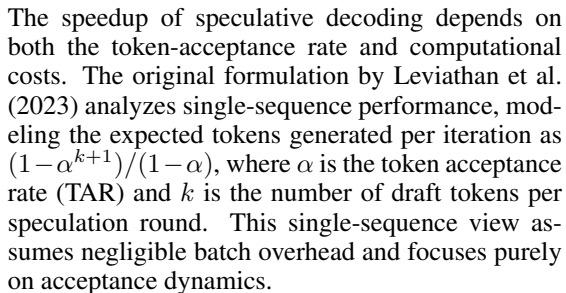 The speedup of speculative decoding depends on
both the token-acceptance rate and computational
costs. The original formulation by Leviathan et al.
(2023) analyzes single-sequence performance, mod-
eling the expected tokens generated per iteration as
(1−α^{k+1})/(1−α), where α is the token acceptance
rate (TAR) and k is the number of draft tokens per
speculation round. This single-sequence view as-
sumes negligible batch overhead and focuses purely
on acceptance dynamics.